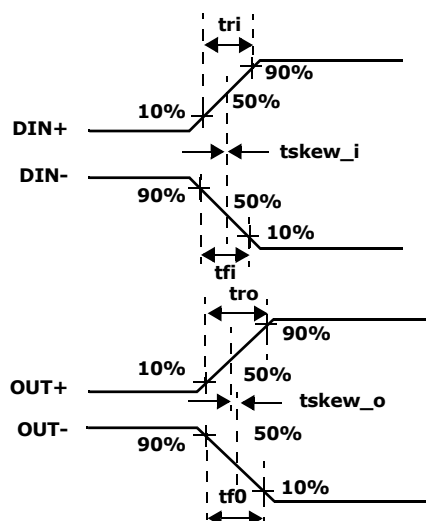 tri
90%
10%
50%
DIN+
tskew_i
DIN-
90%
50%
10%
tfi
tro
90%
10%
50%
OUT+
tskew_o
OUT-
50%
90%
10%
tf0